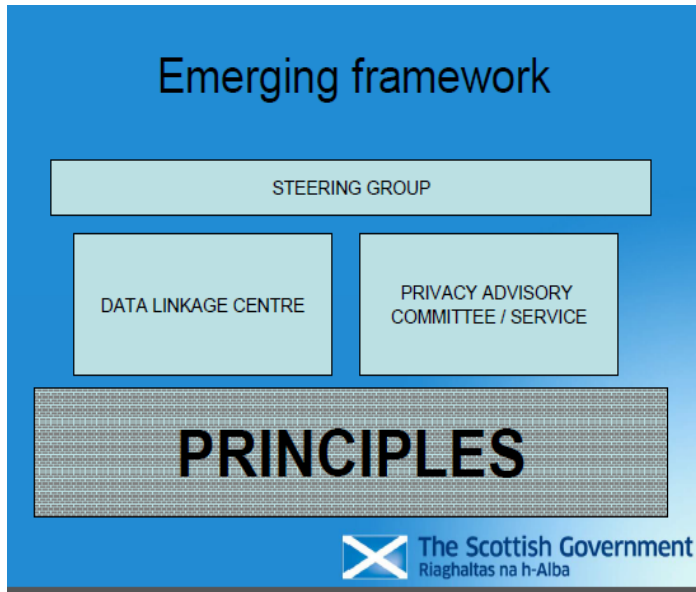 Emerging framework
STEERING GROUP
DATA LINKAGE CENTRE
PRIVACY ADVISORY
COMMITTEE / SERVICE
PRINCIPLES
The Scottish Government
Riaghaltas na h-Alba